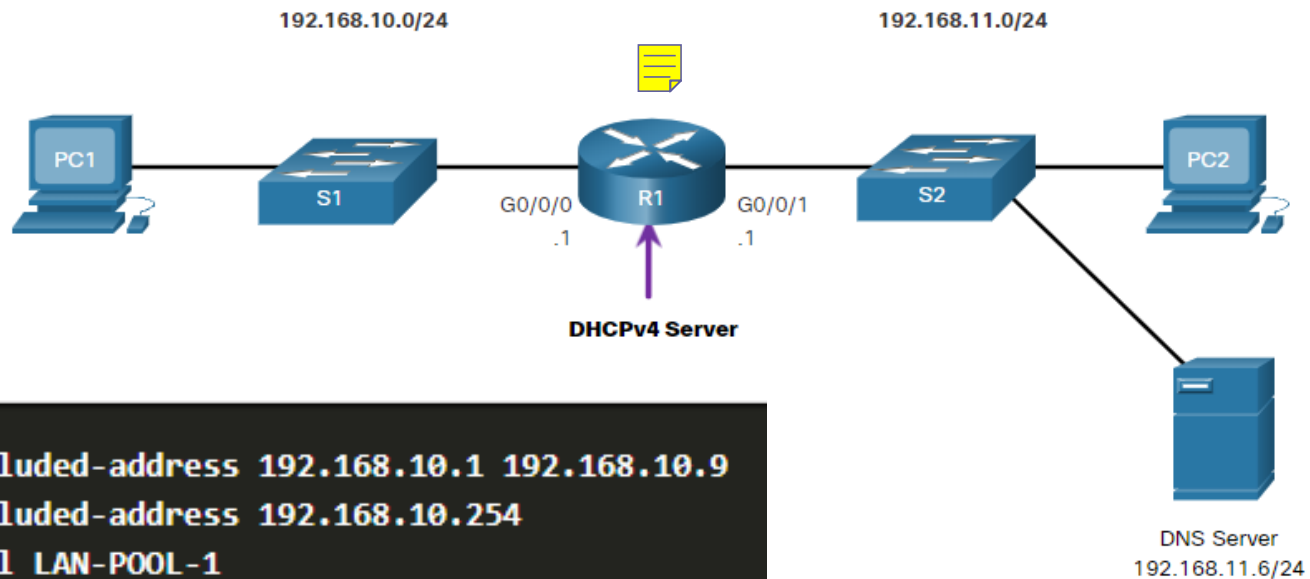 192.168.10.0/24
192.168.11.0/24
PC1
S1
G0/0/0
.1
R1
G0/0/1
.1
S2
PC2
DHCPv4 Server
luded-address 192.168.10.1 192.168.10.9
luded-address 192.168.10.254
l LAN-POOL-1
DNS Server
192.168.11.6/24